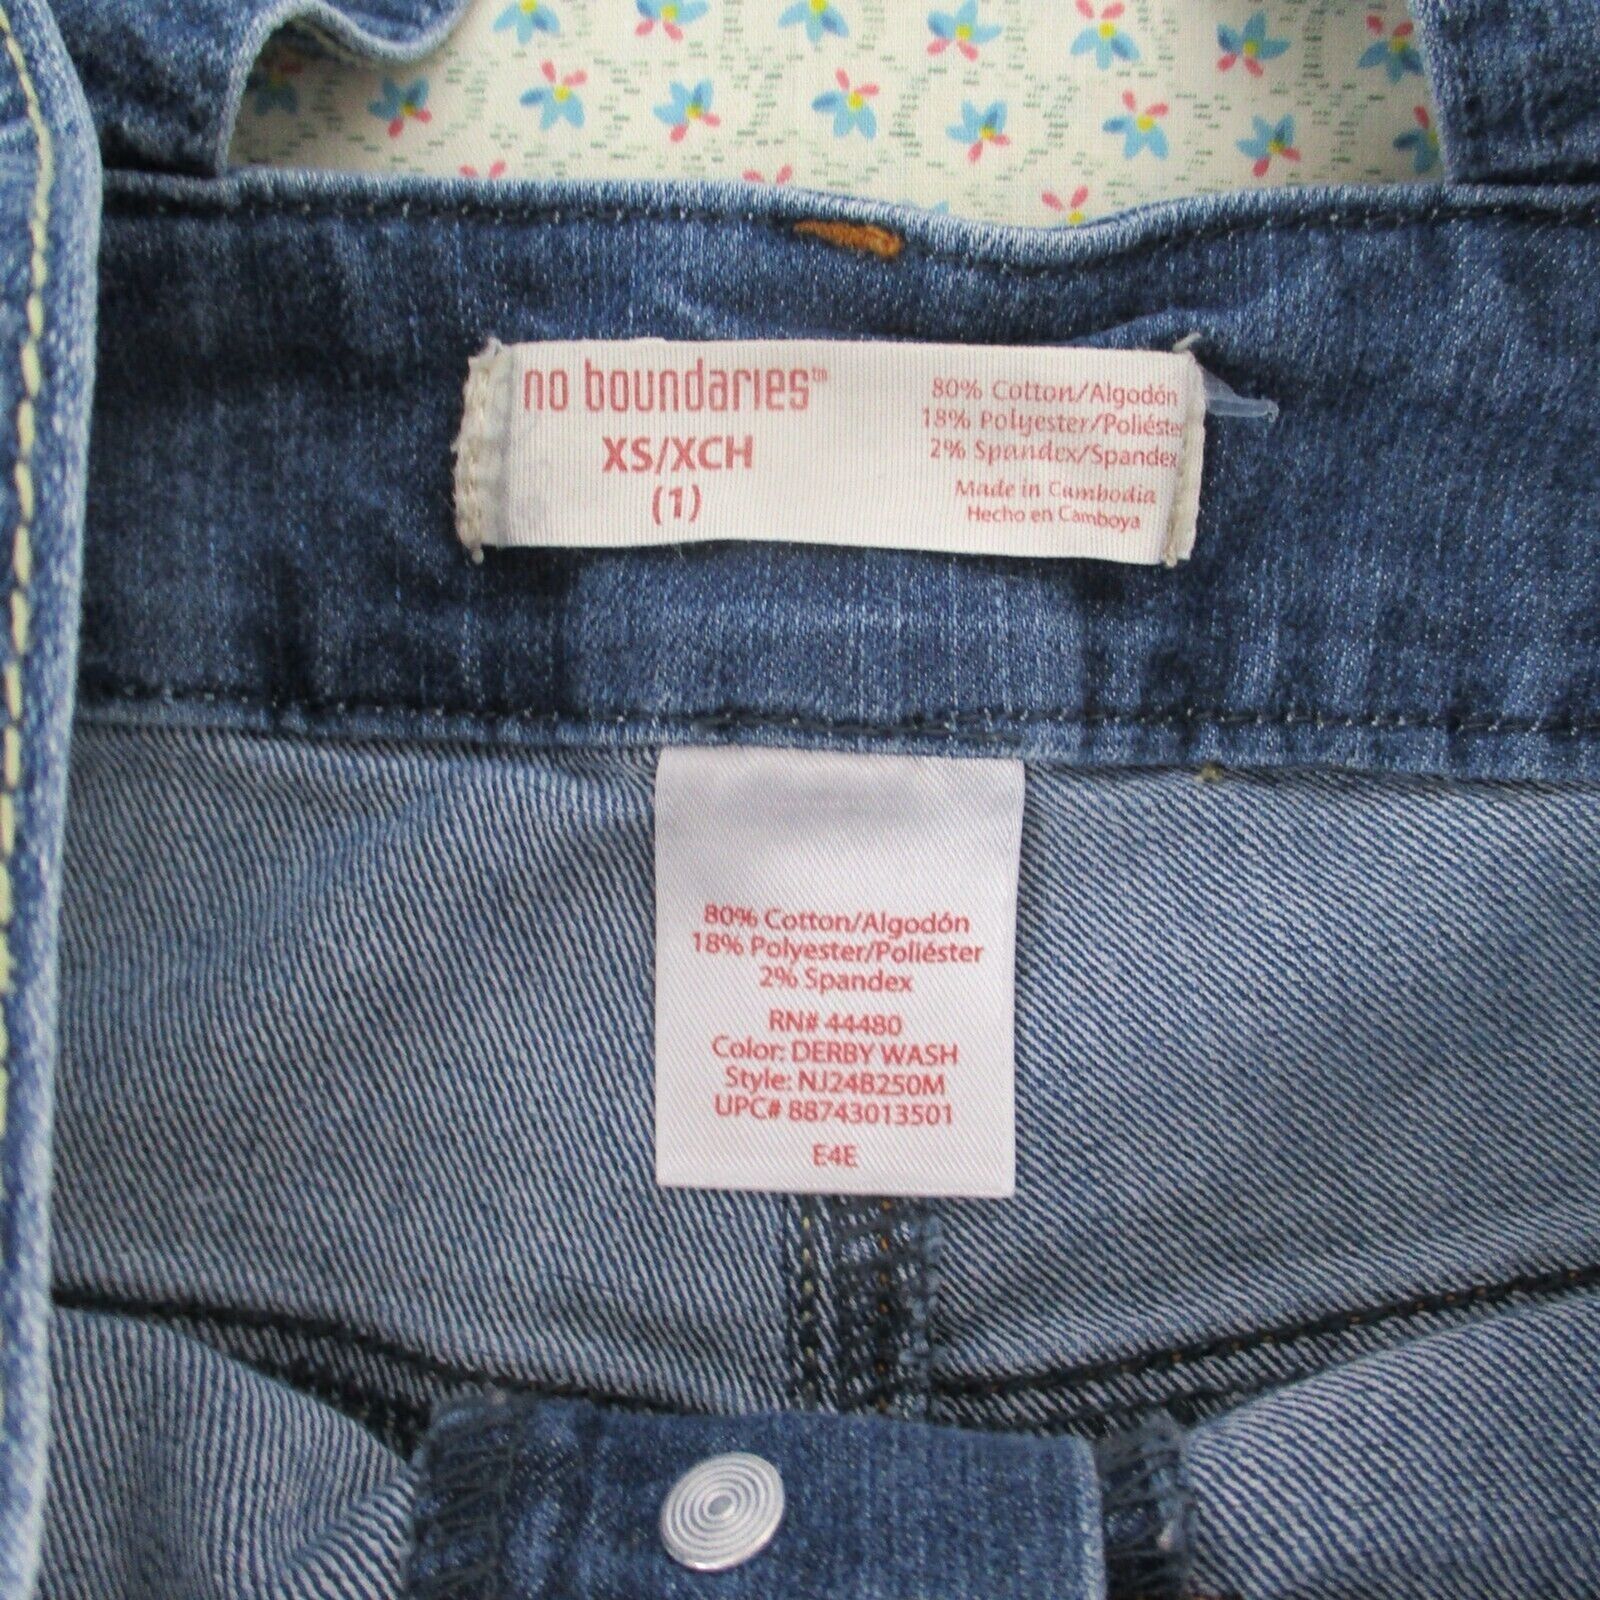 no boundaries™
XS/XCH
(1)
80% Cotton/Algodón
18% Polyester/Poliéster
2% Spandex/Spandex
Made in Cambodia
Hecho en Camboya
80% Cotton/Algodón
18% Polyester/Poliéster
2% Spandex
RN# 44480
Color: DERBY WASH
Style: NJ24B250M
UPC# 88743013501
E4E